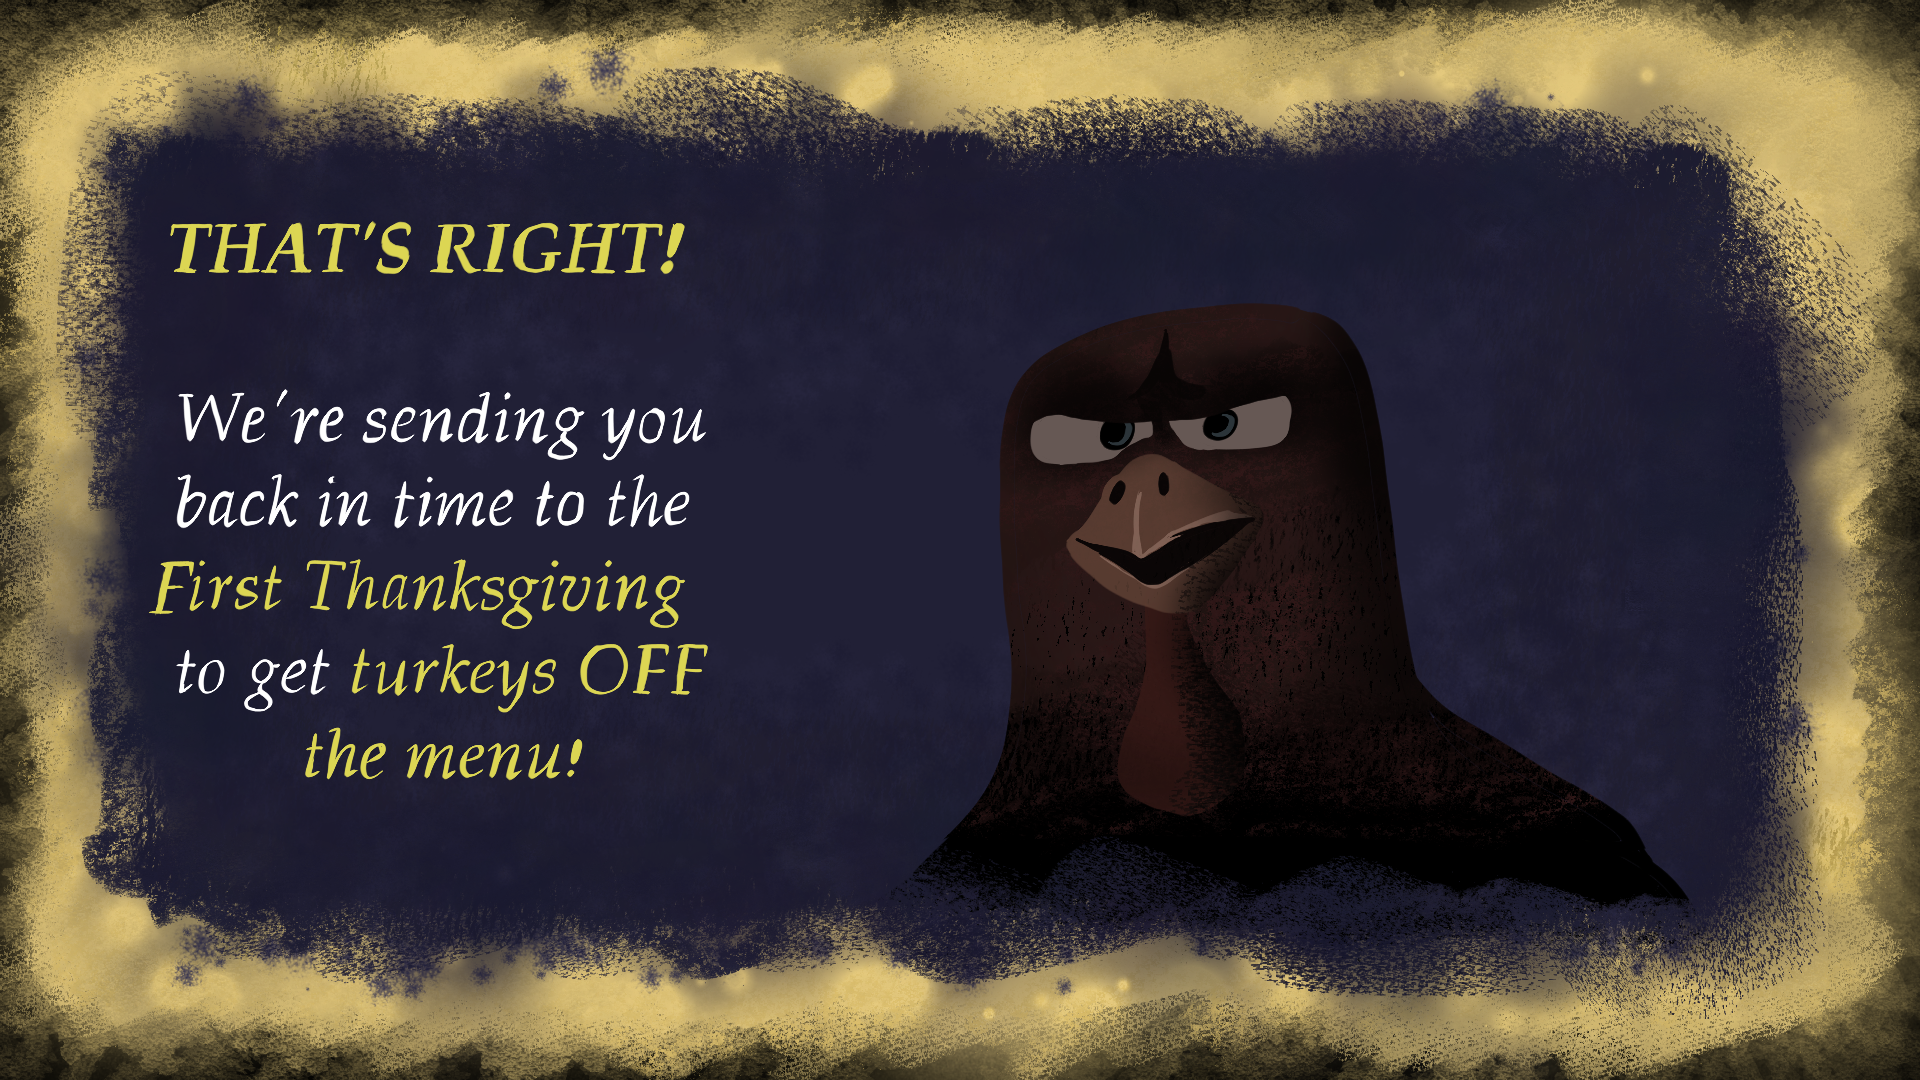 THAT'S RIGHT!
We're sending you
back in time to the
First Thanksgiving
to get turkeys OFF
the menu!